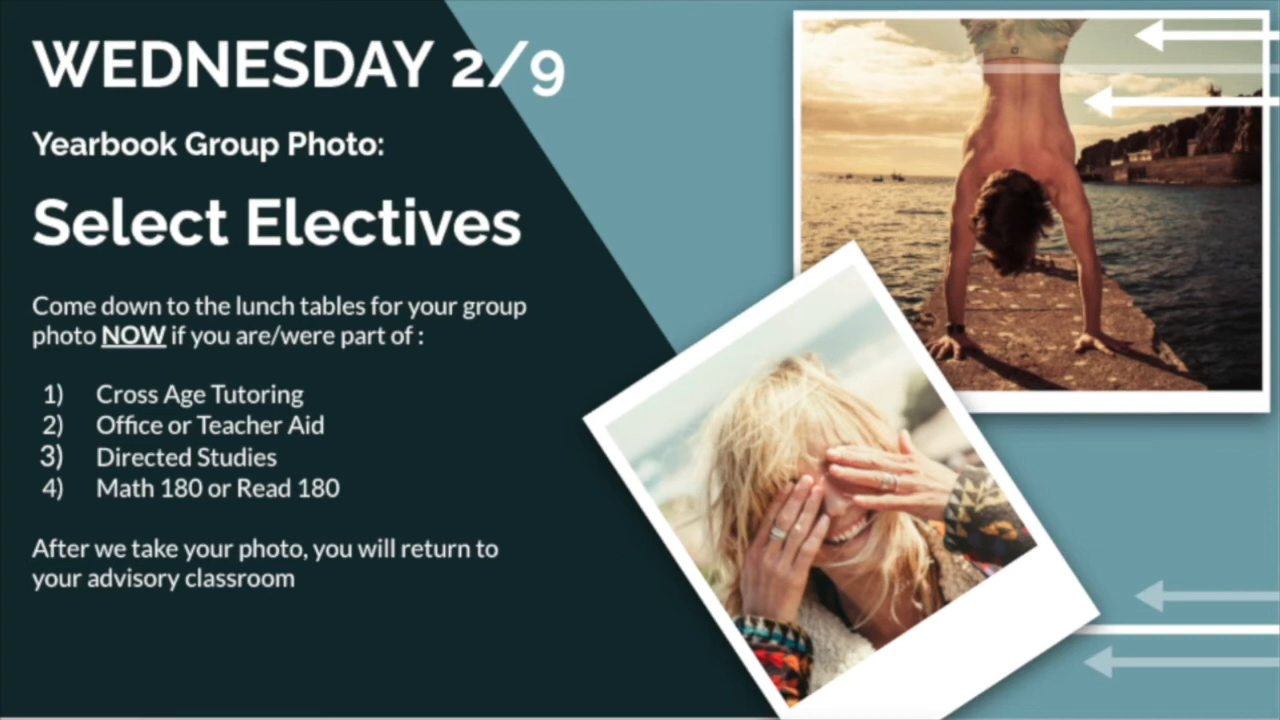 WEDNESDAY 2/9
Yearbook Group Photo:
Select Electives
Come down to the lunch tables for your group
photo NOW if you are/were part of :
1) Cross Age Tutoring
2) Office or Teacher Aid
3) Directed Studies
4) Math 180 or Read 180
After we take your photo, you will return to
your advisory classroom